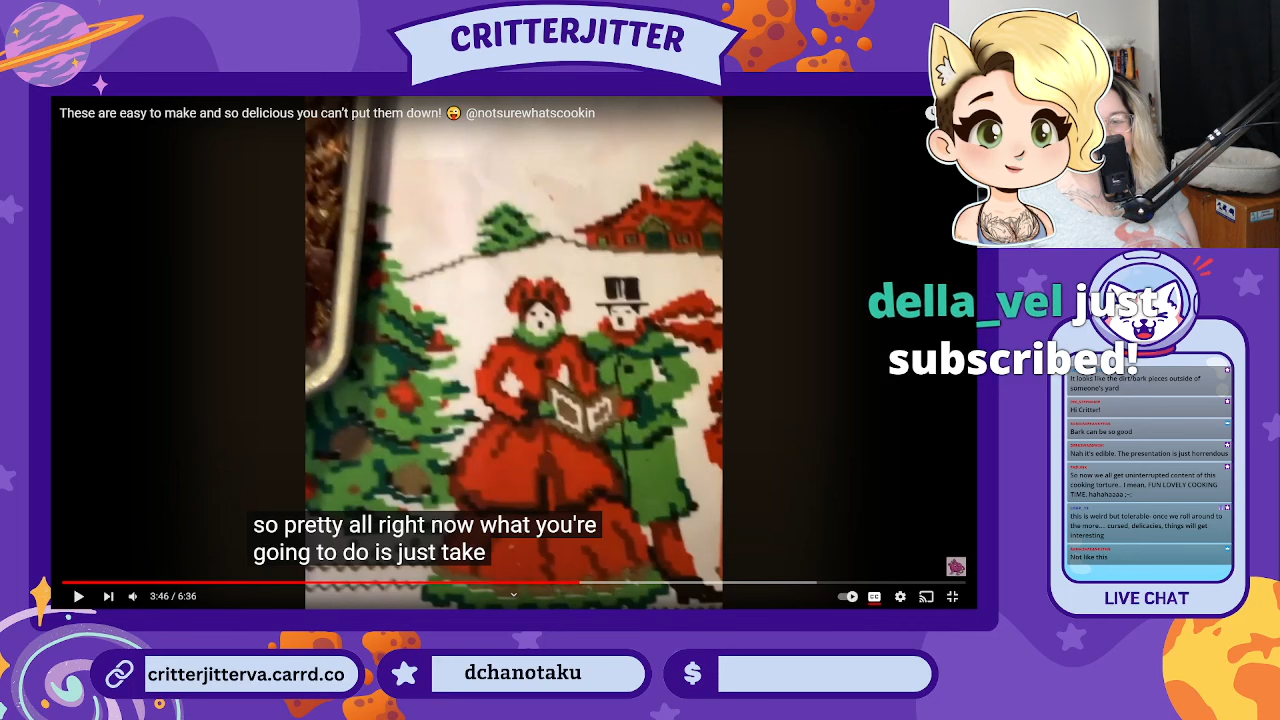 CRITTERJITTER
These are easy to make and so delicious you can't put them down! 😜 @notsurewhatscookin
della_vel just
subscribed!
so pretty all right now what you're
going to do is just take
3:46 / 6:36
CC
It looks like the dirt/bark pieces outside of
someone's yard
Hi Critter!
Bark can be so good
Nah it's edible. The presentation is just horrendous
So now we all get uninterrupted content of this
cooking torture.. I mean, FUN LOVELY COOKING
TIME. hahahaaaa ;-;
this is weird but tolerable- once we roll around to
the more.... cursed, delicacies, things will get
interesting
Not like this
LIVE CHAT
critterjitterva.carrd.co
dchanotaku
$